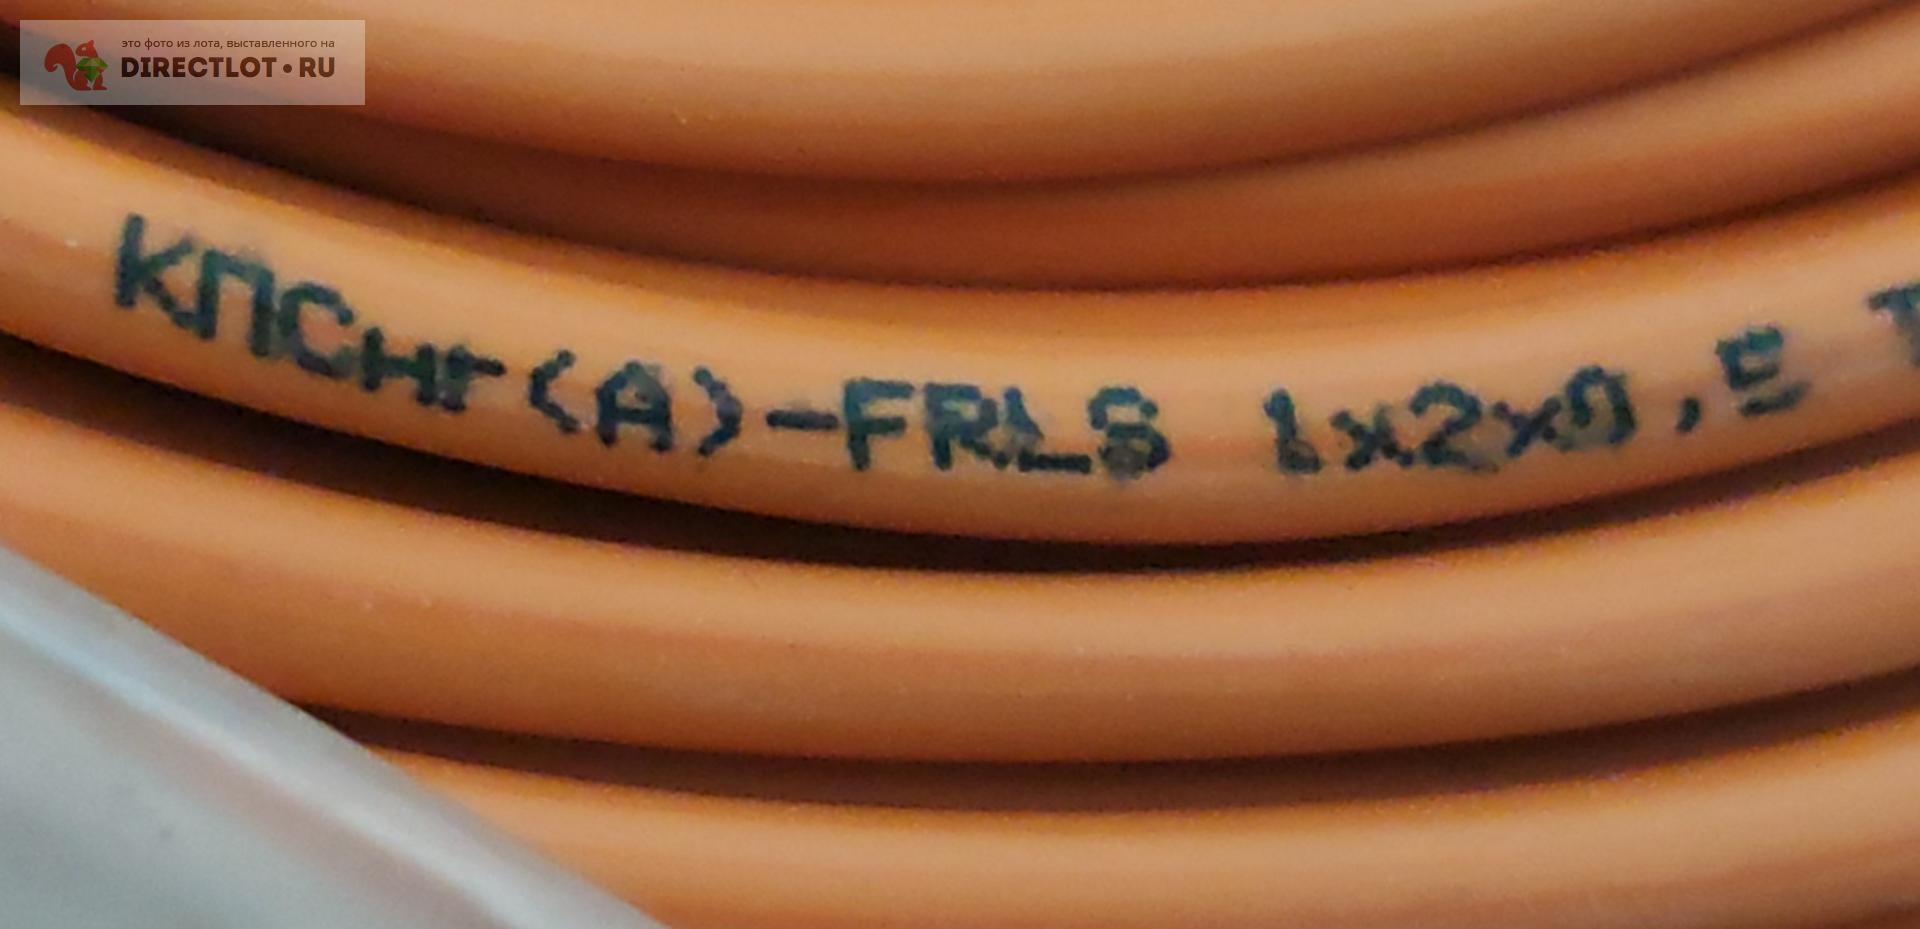 это фото из лота, выставленного на
DIRECTLOT•RU
КПСнг(А)-FRLS 1x2x0,5